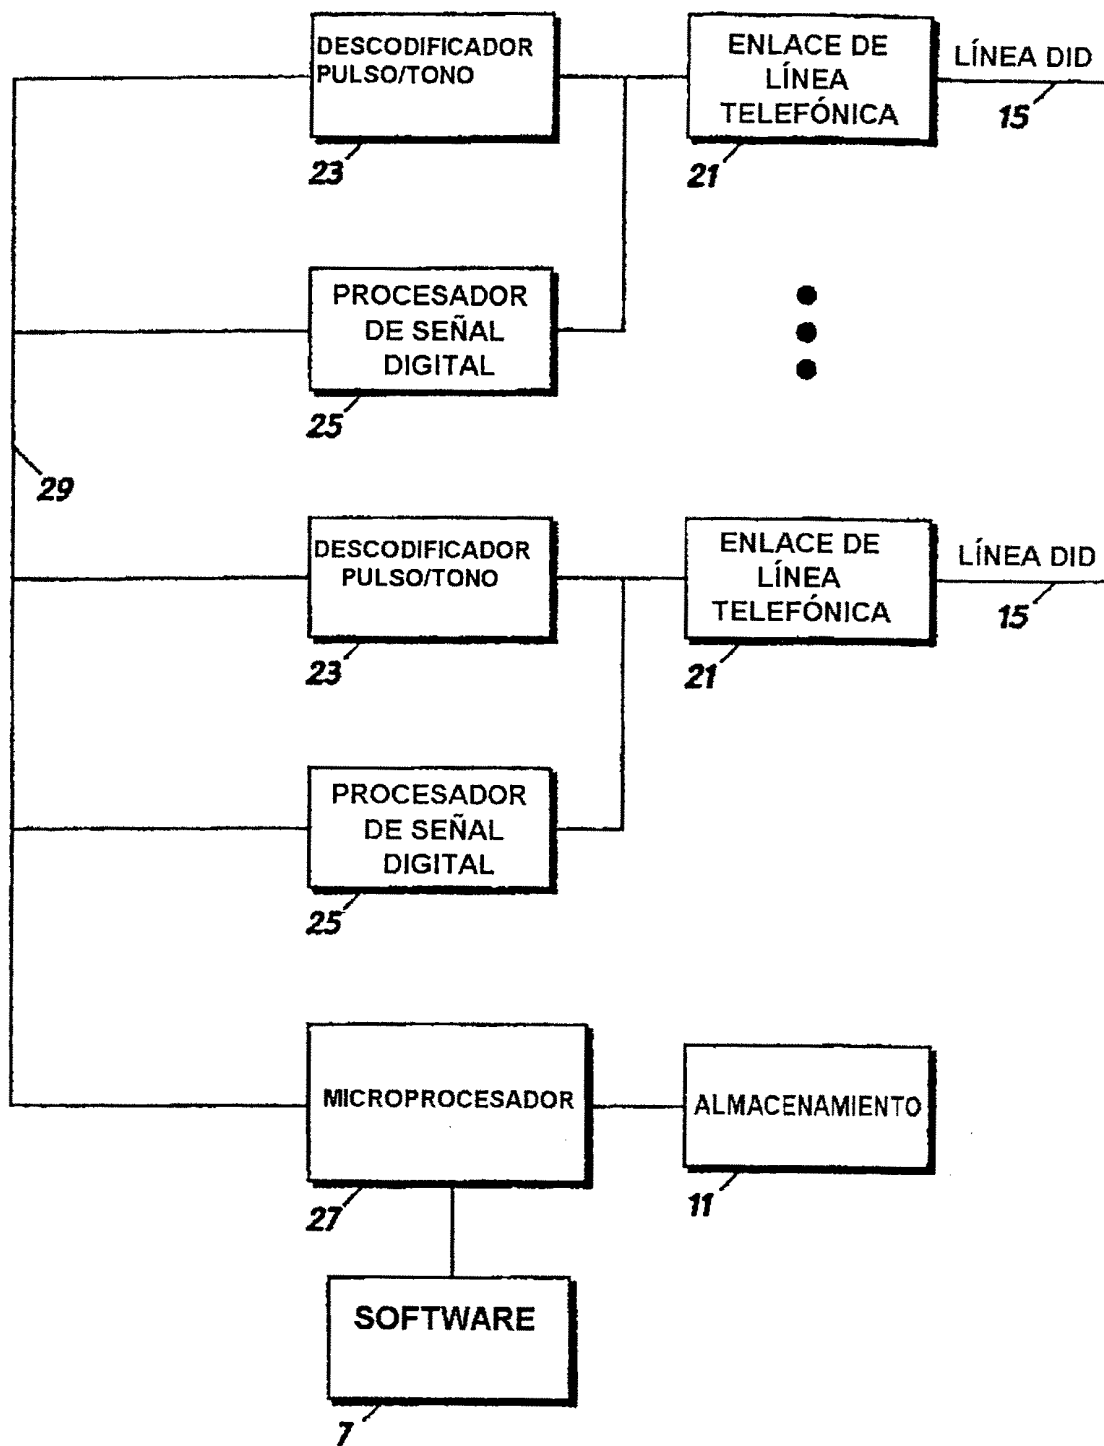 DESCODIFICADOR
PULSO/TONO
23
ENLACE DE
LÍNEA
TELEFÓNICA
21
LÍNEA DID
15
PROCESADOR
DE SEÑAL
DIGITAL
25
29
DESCODIFICADOR
PULSO/TONO
23
ENLACE DE
LÍNEA
TELEFÓNICA
21
LÍNEA DID
15
PROCESADOR
DE SEÑAL
DIGITAL
25
MICROPROCESADOR
27
ALMACENAMIENTO
11
SOFTWARE
7